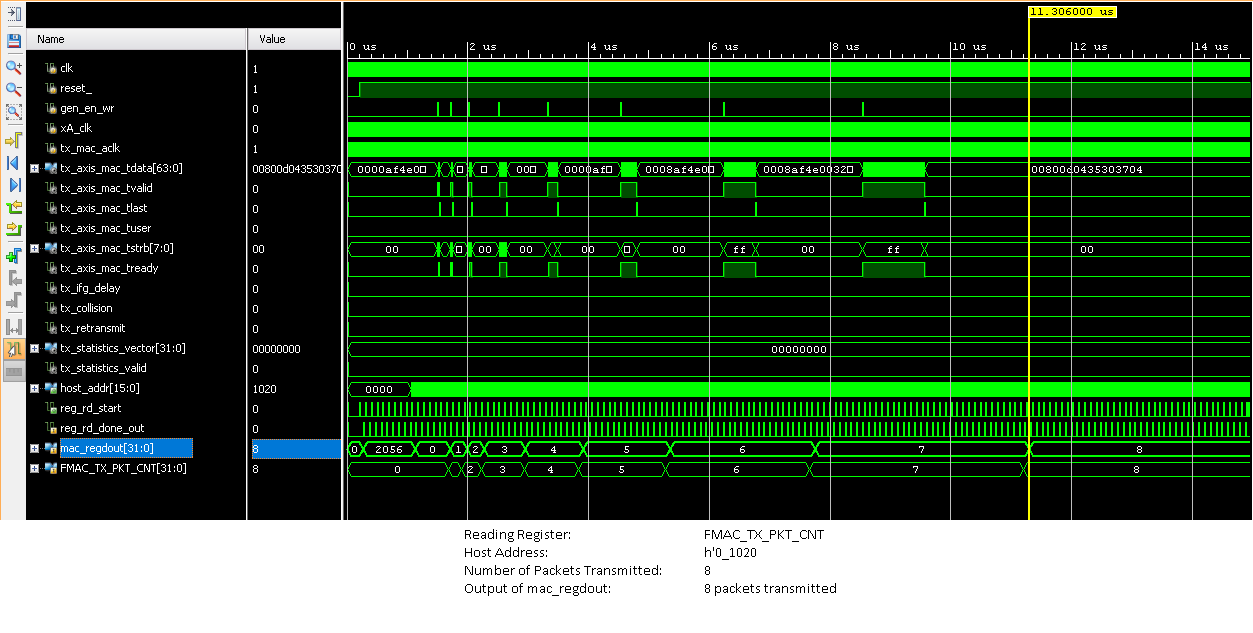 11.306000 us
Name Value
0 us 2 us 4 us 6 us 8 us 10 us 12 us 14 us
clk 1
reset_ 1
gen_en_wr 0
xA_clk 0
tx_mac_aclk 1
tx_axis_mac_tdata[63:0] 00800d0435303704 0000af4e0 00 0000af 0008af4e0 0008af4e0032 00800d0435303704
tx_axis_mac_tvalid 0
tx_axis_mac_tlast 0
tx_axis_mac_tuser 0
tx_axis_mac_tstrb[7:0] 00 00 00 00 00 00 ff 00 ff 00
tx_axis_mac_tready 0
tx_ifg_delay 0
tx_collision 0
tx_retransmit 0
tx_statistics_vector[31:0] 00000000 00000000
tx_statistics_valid 0
host_addr[15:0] 1020 0000
reg_rd_start 0
reg_rd_done_out 0
mac_regdout[31:0] 8 0 2056 0 1 2 3 4 5 6 7 8
FMAC_TX_PKT_CNT[31:0] 8 0 2 3 4 5 6 7 8
Reading Register: FMAC_TX_PKT_CNT
Host Address: h'0_1020
Number of Packets Transmitted: 8
Output of mac_regdout: 8 packets transmitted